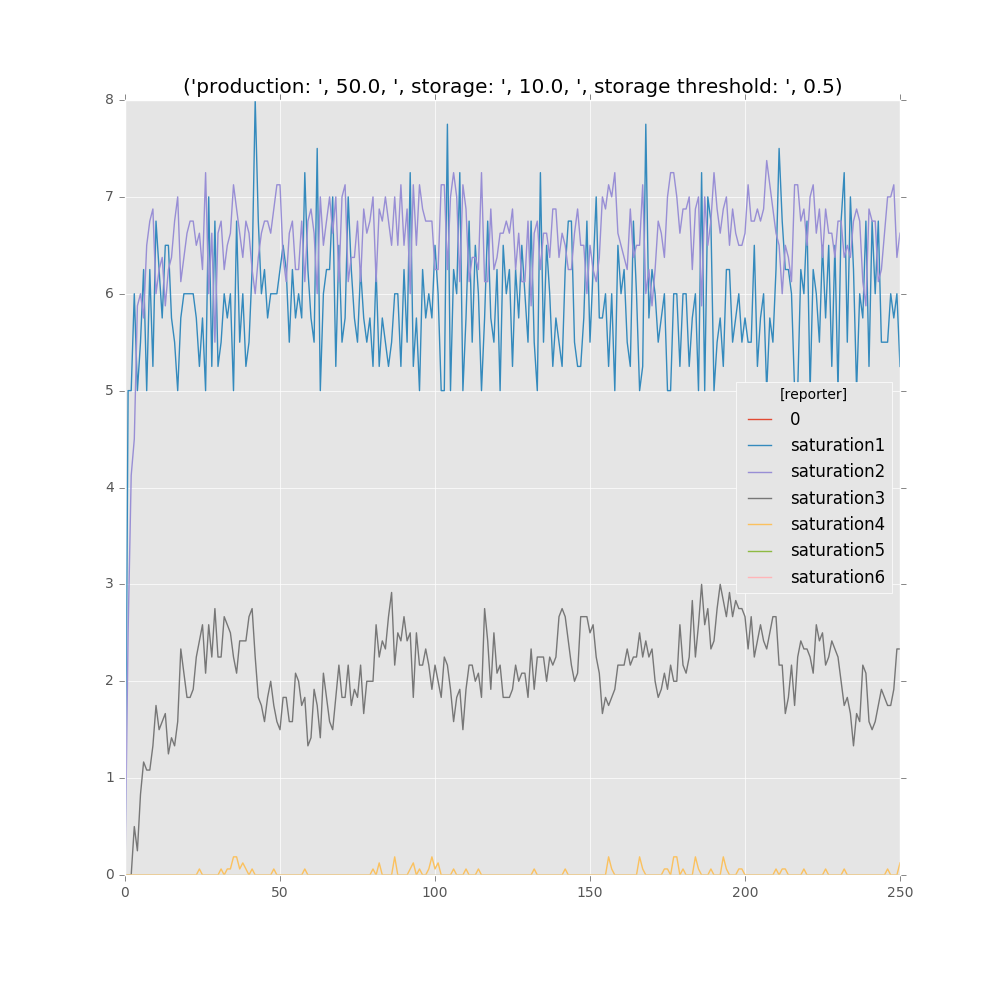 ('production: ', 50.0, ', storage: ', 10.0, ', storage threshold: ', 0.5)
8
7
6
5
4
3
2
1
0
0 50 100 150 200 250
[reporter]
0
saturation1
saturation2
saturation3
saturation4
saturation5
saturation6